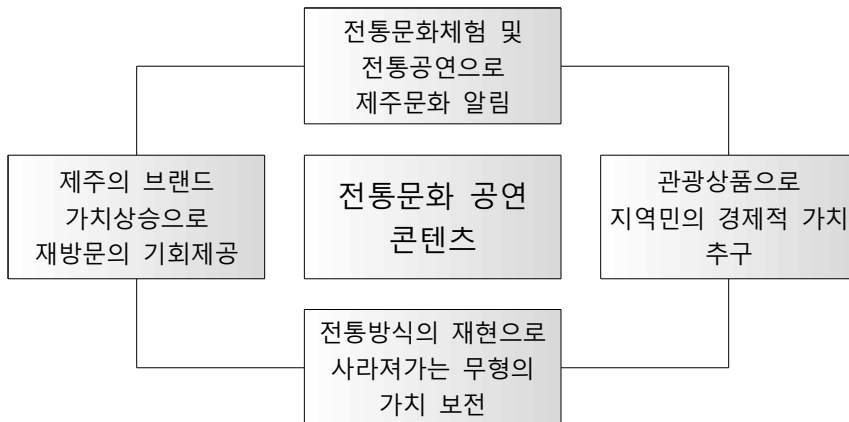 전통문화체험 및
전통공연으로
제주문화 알림
제주의 브랜드
가치상승으로
재방문의 기회제공
전통문화 공연
콘텐츠
관광상품으로
지역민의 경제적 가치
추구
전통방식의 재현으로
사라져가는 무형의
가치 보전